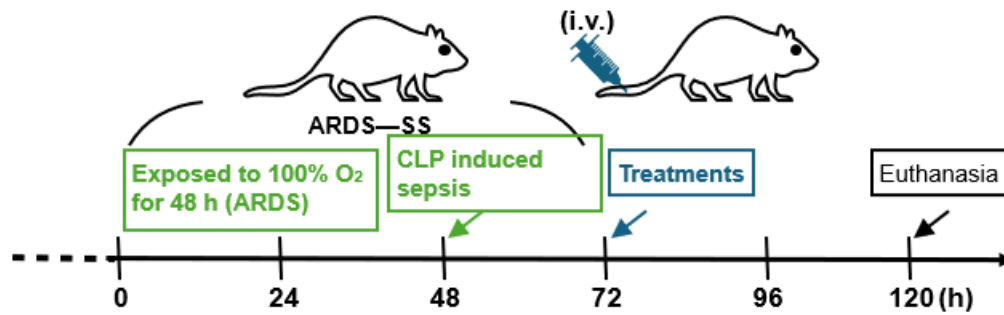 (i.v.)
ARDS—SS
Exposed to 100% O₂
for 48 h (ARDS)
CLP induced
sepsis
Treatments
Euthanasia
0 24 48 72 96 120 (h)